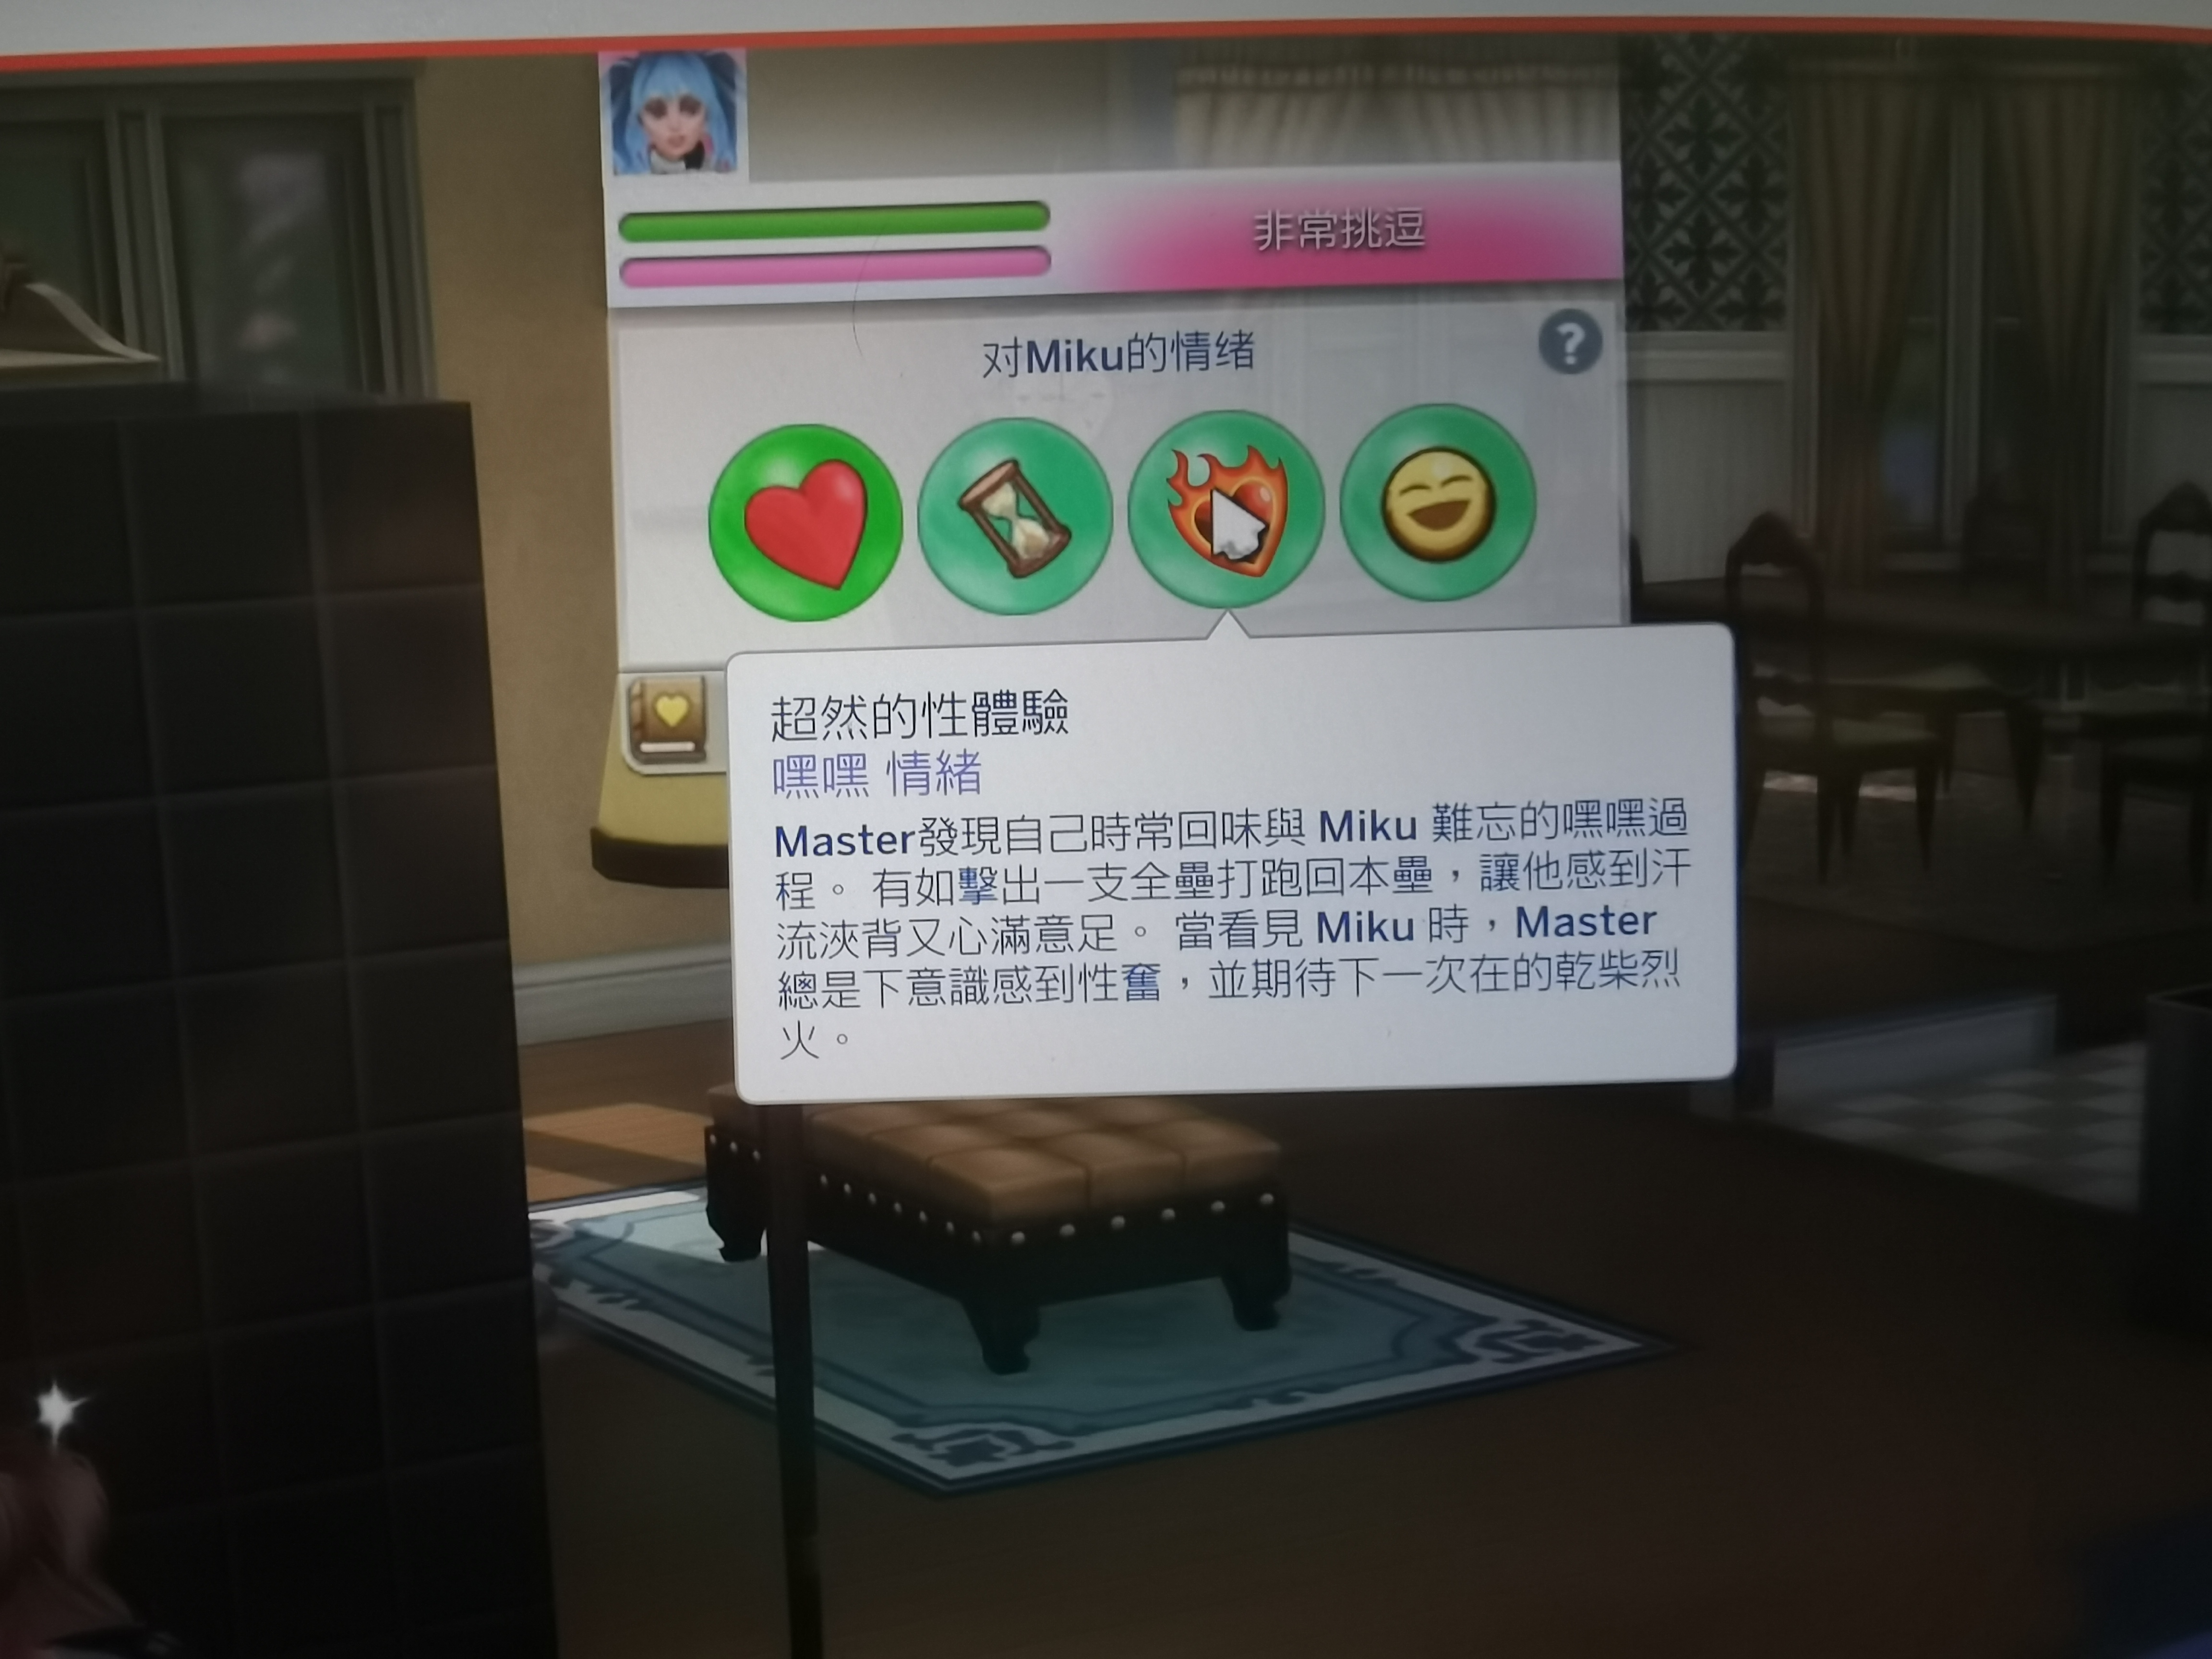 非常挑逗
对Miku的情绪
?
超然的性體驗
嘿嘿 情緒
Master發現自己時常回味與 Miku 難忘的嘿嘿過
程。 有如擊出一支全壘打跑回本壘，讓他感到汗
流浹背又心滿意足。 當看見 Miku 時，Master
總是下意識感到性奮，並期待下一次在的乾柴烈
火。